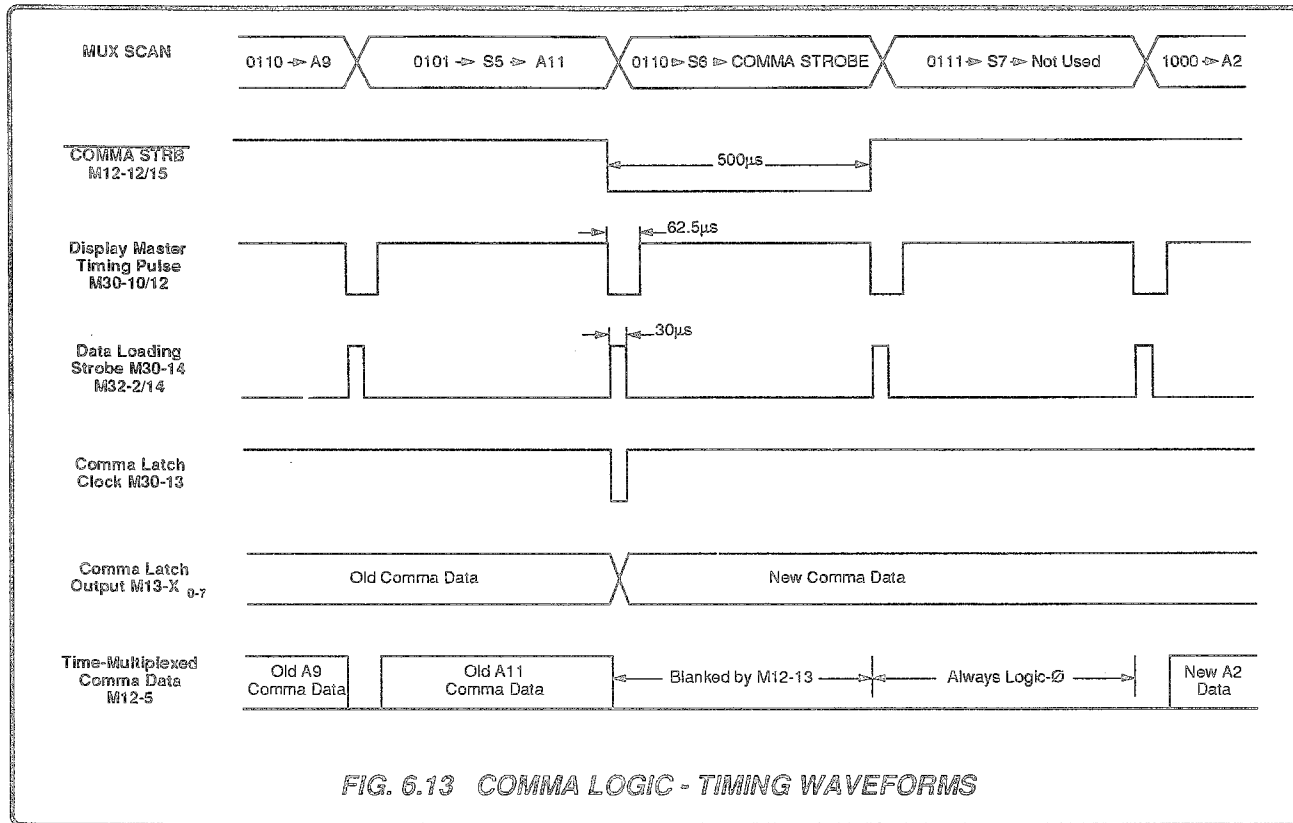 MUX SCAN
0110 → A9
0101 → S5 → A11
0110 → S6 → COMMA STROBE
0111 → S7 → Not Used
1000 → A2
COMMA STRB
M12-12/15
500µs
Display Master
Timing Pulse
M30-10/12
62.5µs
Data Loading
Strobe M30-14
M32-2/14
30µs
Comma Latch
Clock M30-13
Comma Latch
Output M13-X 0-7
Old Comma Data
New Comma Data
Time-Multiplexed
Comma Data
M12-5
Old A9
Comma Data
Old A11
Comma Data
Blanked by M12-13
Always Logic-Ø
New A2
Data
FIG. 6.13 COMMA LOGIC - TIMING WAVEFORMS